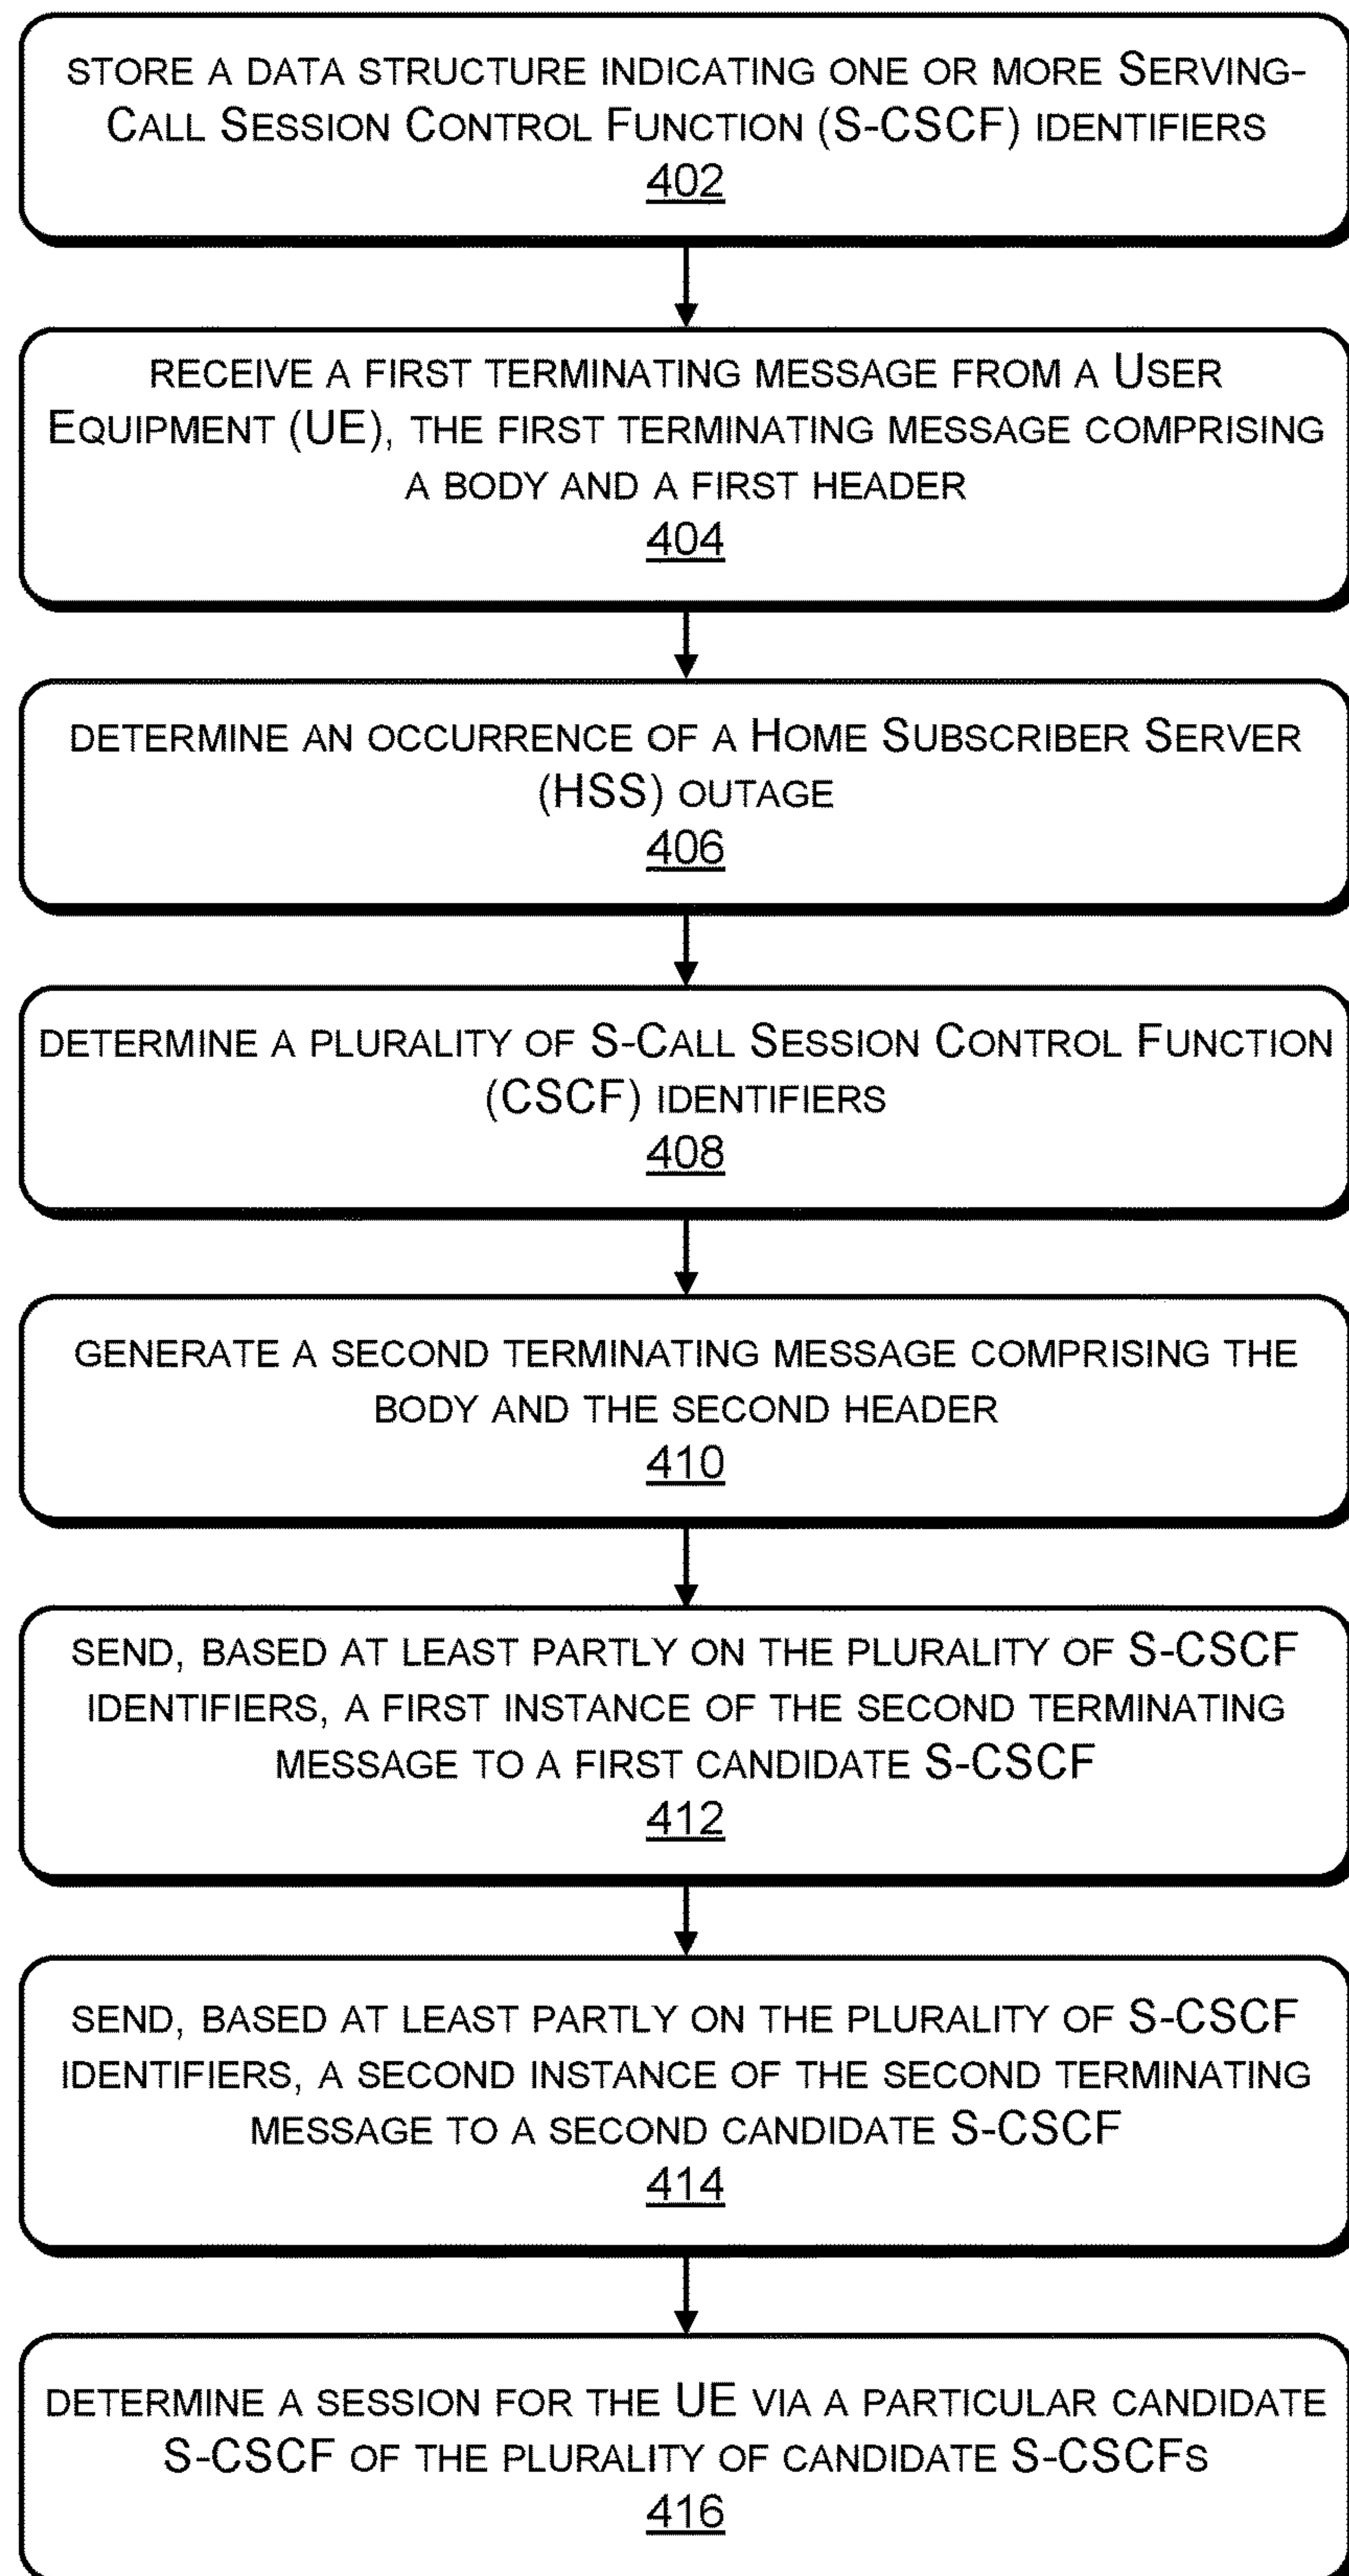 STORE A DATA STRUCTURE INDICATING ONE OR MORE SERVING-
CALL SESSION CONTROL FUNCTION (S-CSCF) IDENTIFIERS
402
RECEIVE A FIRST TERMINATING MESSAGE FROM A USER
EQUIPMENT (UE), THE FIRST TERMINATING MESSAGE COMPRISING
A BODY AND A FIRST HEADER
404
DETERMINE AN OCCURRENCE OF A HOME SUBSCRIBER SERVER
(HSS) OUTAGE
406
DETERMINE A PLURALITY OF S-CALL SESSION CONTROL FUNCTION
(CSCF) IDENTIFIERS
408
GENERATE A SECOND TERMINATING MESSAGE COMPRISING THE
BODY AND THE SECOND HEADER
410
SEND, BASED AT LEAST PARTLY ON THE PLURALITY OF S-CSCF
IDENTIFIERS, A FIRST INSTANCE OF THE SECOND TERMINATING
MESSAGE TO A FIRST CANDIDATE S-CSCF
412
SEND, BASED AT LEAST PARTLY ON THE PLURALITY OF S-CSCF
IDENTIFIERS, A SECOND INSTANCE OF THE SECOND TERMINATING
MESSAGE TO A SECOND CANDIDATE S-CSCF
414
DETERMINE A SESSION FOR THE UE VIA A PARTICULAR CANDIDATE
S-CSCF OF THE PLURALITY OF CANDIDATE S-CSCFS
416